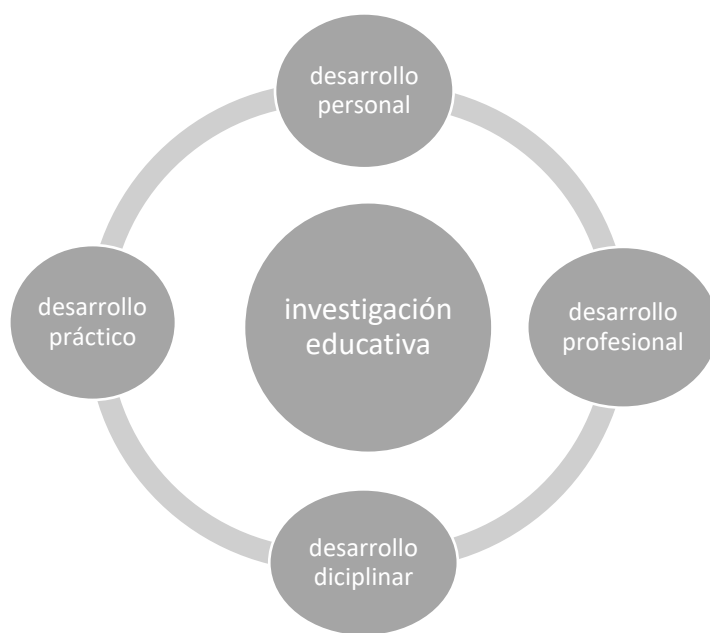 desarrollo
personal
desarrollo
práctico
investigación
educativa
desarrollo
profesional
desarrollo
diciplinar